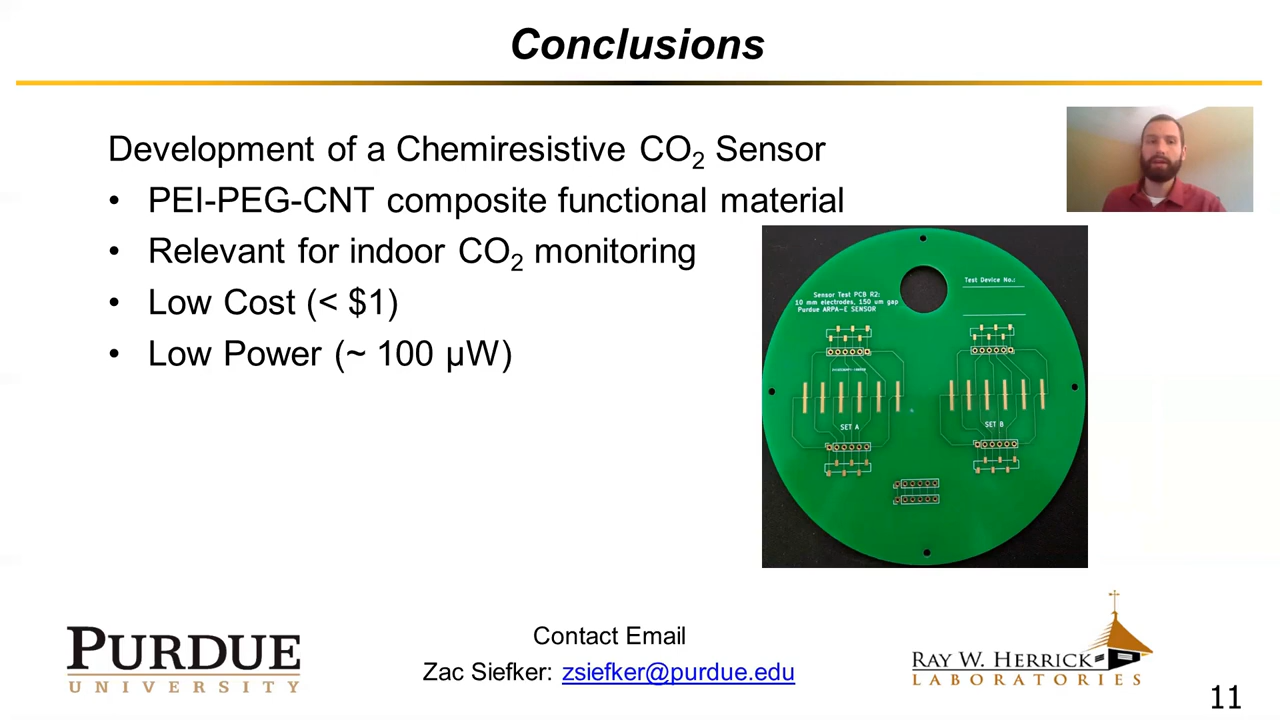 Conclusions
Development of a Chemiresistive CO₂ Sensor
• PEI-PEG-CNT composite functional material
• Relevant for indoor CO₂ monitoring
• Low Cost (< $1)
• Low Power (~ 100 µW)
Test Device No.:
Sensor Test PCB R2:
10 mm electrodes, 150 um gap
Purdue ARPA-E SENSOR
SET A
SET B
PURDUE
UNIVERSITY
Contact Email
Zac Siefker: zsiefker@purdue.edu
RAY W. HERRICK
LABORATORIES
11